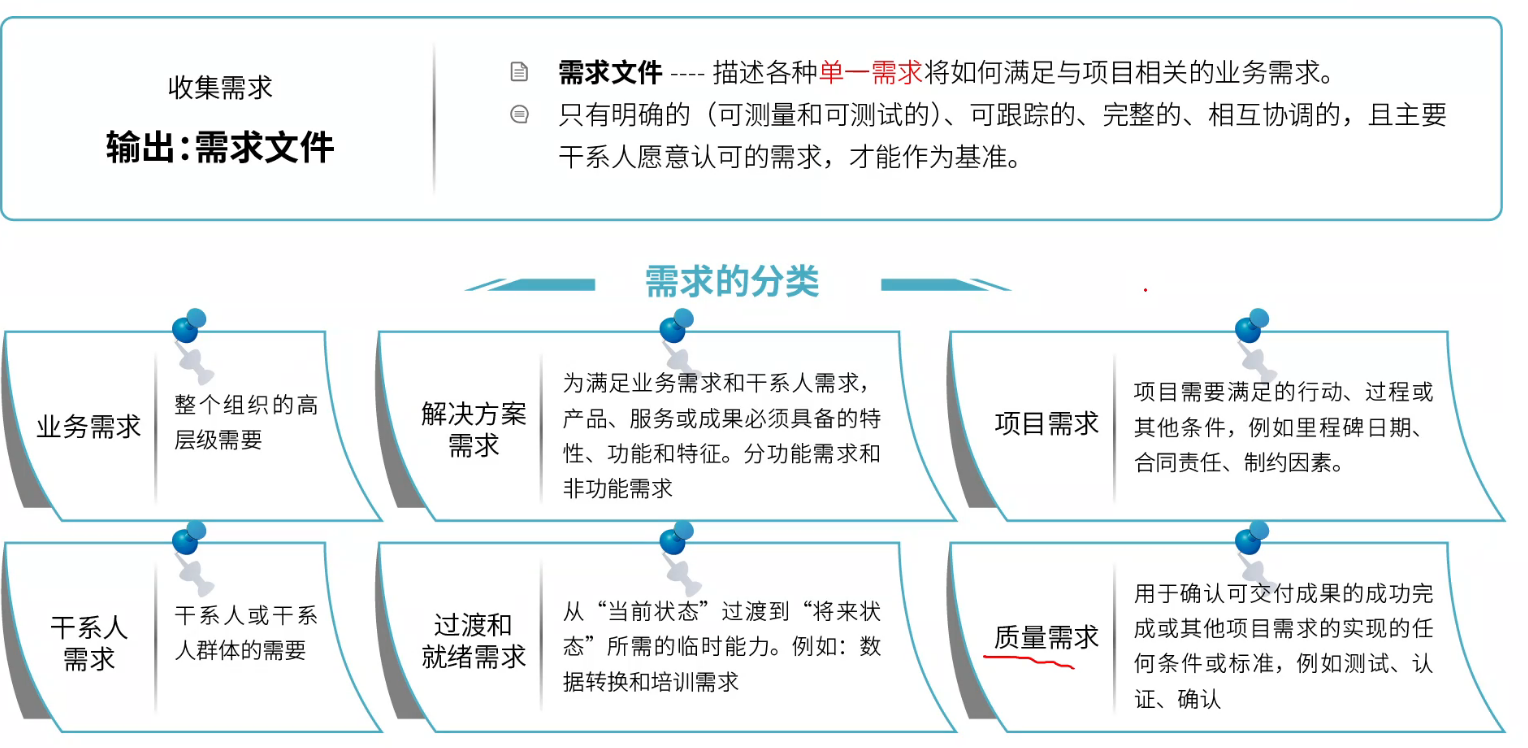 收集需求
输出：需求文件
需求文件 ---- 描述各种单一需求将如何满足与项目相关的业务需求。
只有明确的（可测量和可测试的）、可跟踪的、完整的、相互协调的，且主要
干系人愿意认可的需求，才能作为基准。
需求的分类
业务需求
整个组织的高
层级需要
解决方案
需求
为满足业务需求和干系人需求，
产品、服务或成果必须具备的特
性、功能和特征。分功能需求和
非功能需求
项目需求
项目需要满足的行动、过程或
其他条件，例如里程碑日期、
合同责任、制约因素。
干系人
需求
干系人或干系
人群体的需要
过渡和
就绪需求
从“当前状态”过渡到“将来状
态”所需的临时能力。例如：数
据转换和培训需求
质量需求
用于确认可交付成果的成功完
成或其他项目需求的实现的任
何条件或标准，例如测试、认
证、确认